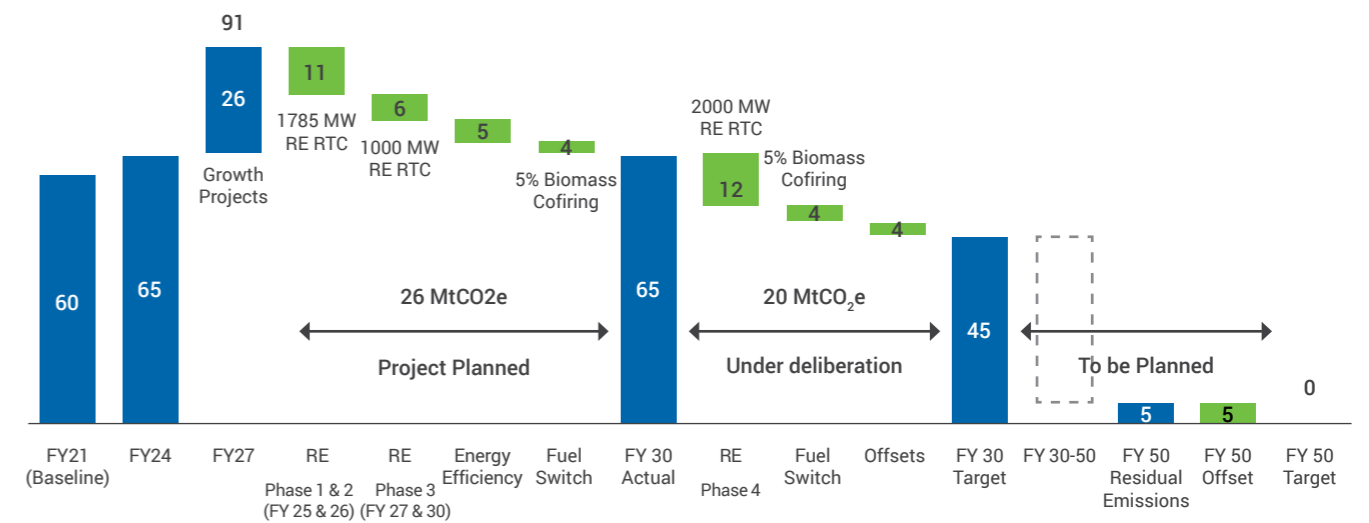 91
26
Growth
Projects
11
1785 MW
RE RTC
6
1000 MW
RE RTC
5
4
5% Biomass
Cofiring
2000 MW
RE RTC
12
5% Biomass
Cofiring
4
4
60
65
26 MtCO2e
Project Planned
65
20 MtCO₂e
Under deliberation
45
To be Planned
5
5
0
FY21
(Baseline)
FY24
FY27
RE
Phase 1 & 2
(FY 25 & 26)
RE
Phase 3
(FY 27 & 30)
Energy
Efficiency
Fuel
Switch
FY 30
Actual
RE
Phase 4
Fuel
Switch
Offsets
FY 30
Target
FY 30-50
FY 50
Residual
Emissions
FY 50
Offset
FY 50
Target